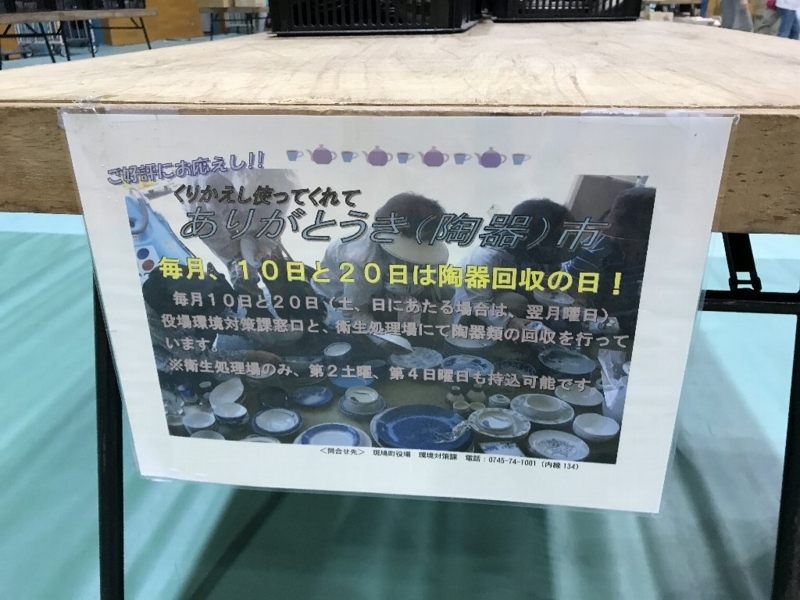 ご好評にお応えし!!
くりかえし使ってくれて
ありがとうき(陶器)市
毎月、10日と20日は陶器回収の日!
毎月10日と20日(土、日にあたる場合は、翌月曜日)、
役場環境対策課窓口と、衛生処理場にて陶器類の回収を行って
います。
※衛生処理場のみ、第2土曜、第4日曜日も持込可能です。
<問合せ先> 斑鳩町役場 環境対策課 電話:0745-74-1001(内線134)